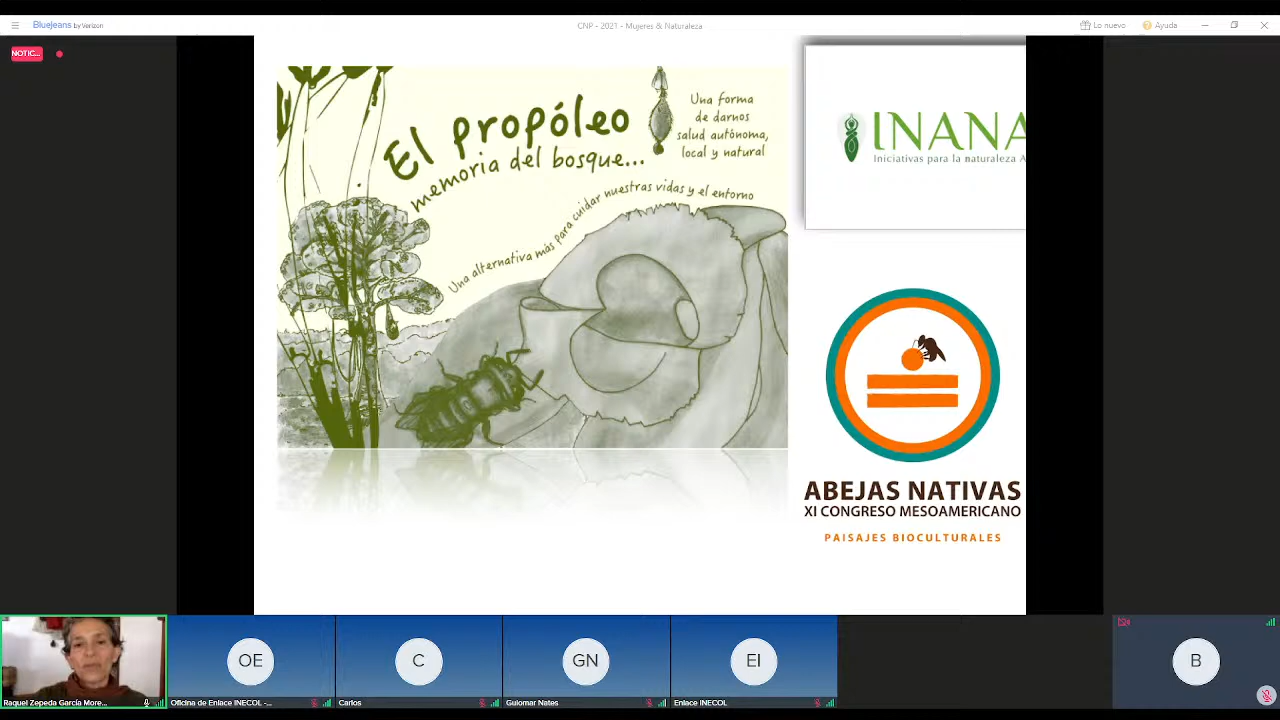 Bluejeans by Verizon
CNP - 2021 - Mujeres & Naturaleza
Lo nuevo
Ayuda
NOTIC...
El propóleo
memoria del bosque...
Una forma
de darnos
salud autónoma,
local y natural
Una alternativa más para cuidar nuestras vidas y el entorno
INANA
Iniciativas para la naturaleza A
ABEJAS NATIVAS
XI CONGRESO MESOAMERICANO
PAISAJES BIOCULTURALES
OE
C
GN
EI
B
Raquel Zepeda García More...
Oficina de Enlace INECOL -...
Carlos
Gulomar Nates
Enlace INECOL